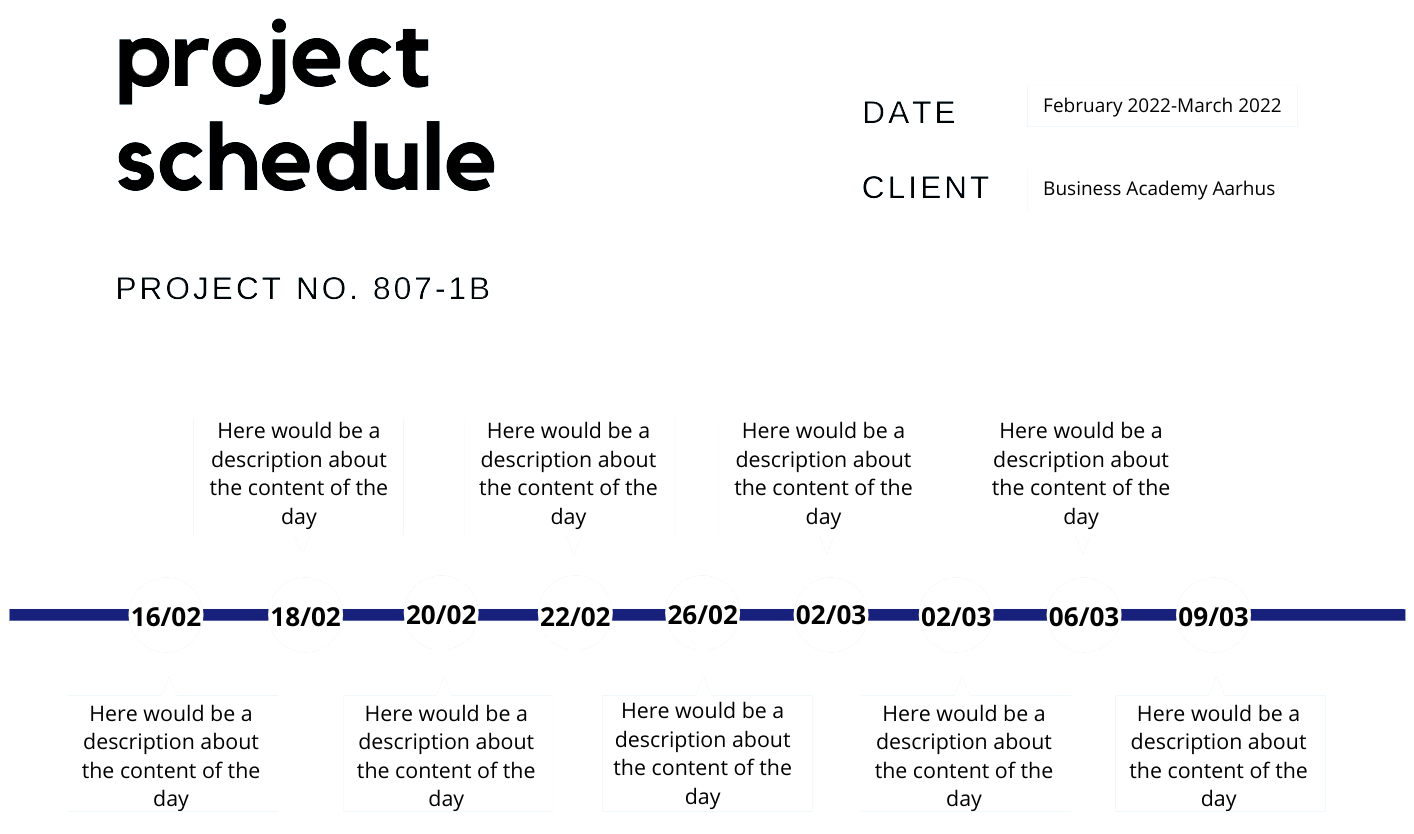 project
schedule
DATE
February 2022-March 2022
CLIENT
Business Academy Aarhus
PROJECT NO. 807-1B
Here would be a
description about
the content of the
day
Here would be a
description about
the content of the
day
Here would be a
description about
the content of the
day
Here would be a
description about
the content of the
day
16/02
18/02
20/02
22/02
26/02
02/03
02/03
06/03
09/03
Here would be a
description about
the content of the
day
Here would be a
description about
the content of the
day
Here would be a
description about
the content of the
day
Here would be a
description about
the content of the
day
Here would be a
description about
the content of the
day